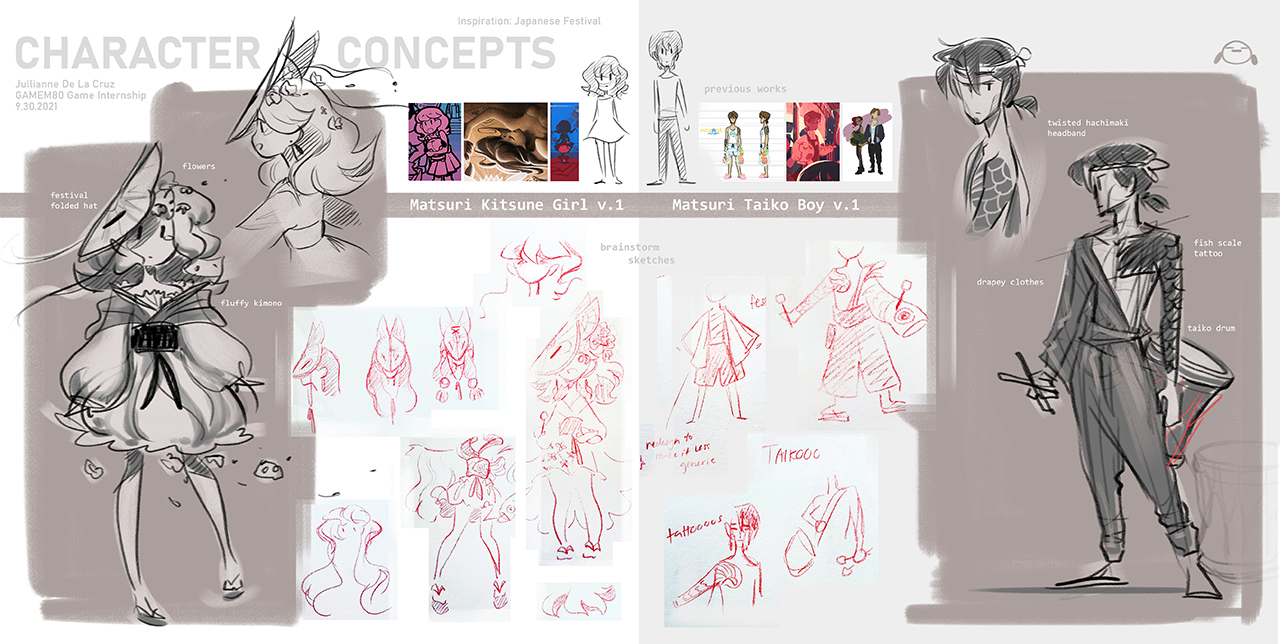 Inspiration: Japanese Festival
CHARACTER CONCEPTS
Jullianne De La Cruz
GAMEM80 Game Internship
9.30.2021
previous works
flowers
festival
folded hat
fluffy kimono
Matsuri Kitsune Girl v.1
Matsuri Taiko Boy v.1
brainstorm
sketches
twisted hachimaki
headband
fish scale
tattoo
drapey clothes
taiko drum
fes
redesign to
make it less
generic
TAIKOOO
tattoooos